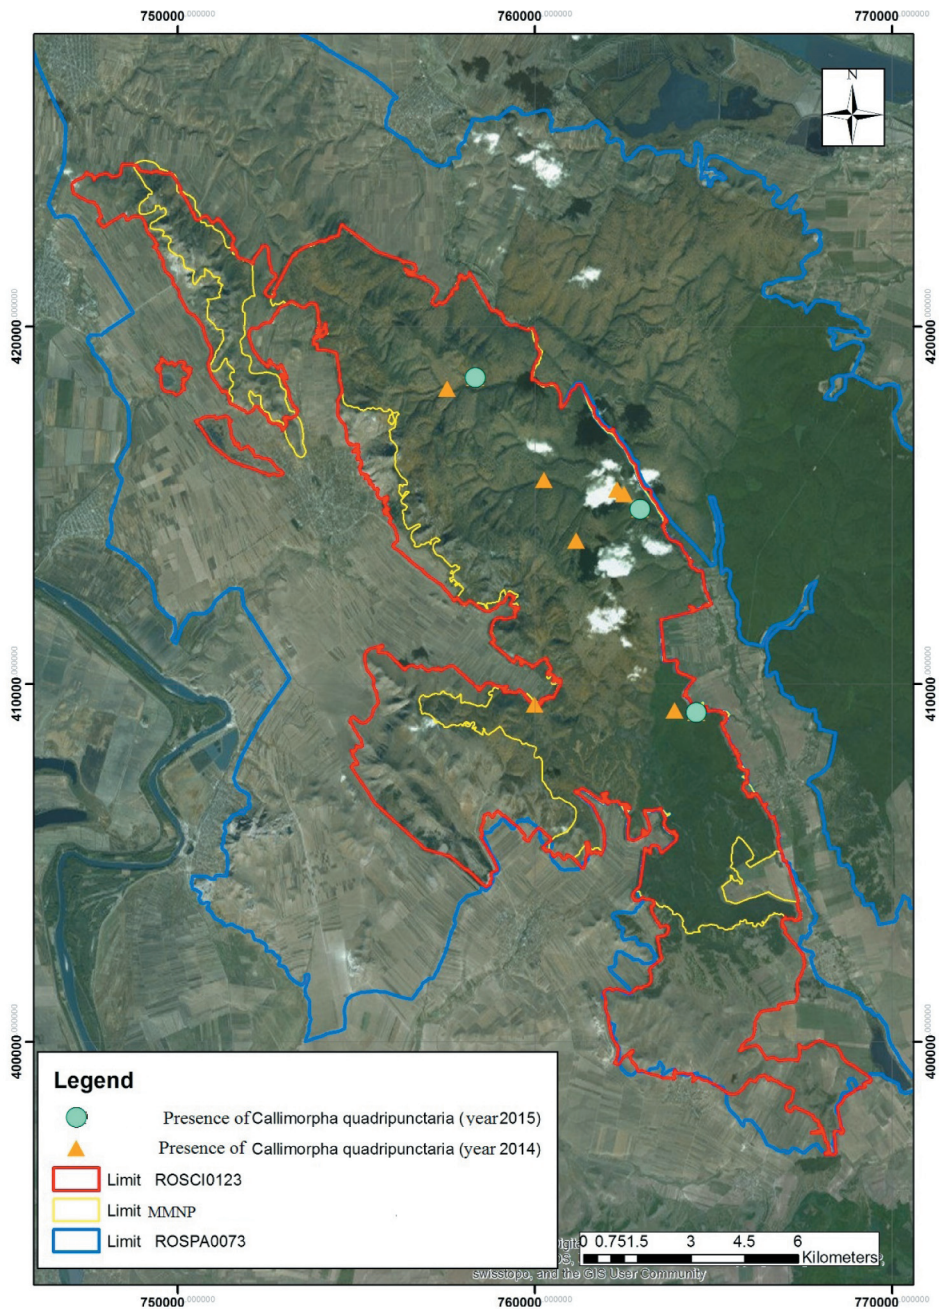 750000.000000 760000.000000 770000.000000
N
420000.000000 420000.000000
410000.000000 410000.000000
400000.000000 400000.000000
Legend
Presence of Callimorpha quadripunctaria (year 2015)
Presence of Callimorpha quadripunctaria (year 2014)
Limit ROSCI0123
Limit MMNP
Limit ROSPA0073
0 0.75 1.5 3 4.5 6
Kilometers
swisstopo, and the GIS User Community
750000.000000 760000.000000 770000.000000